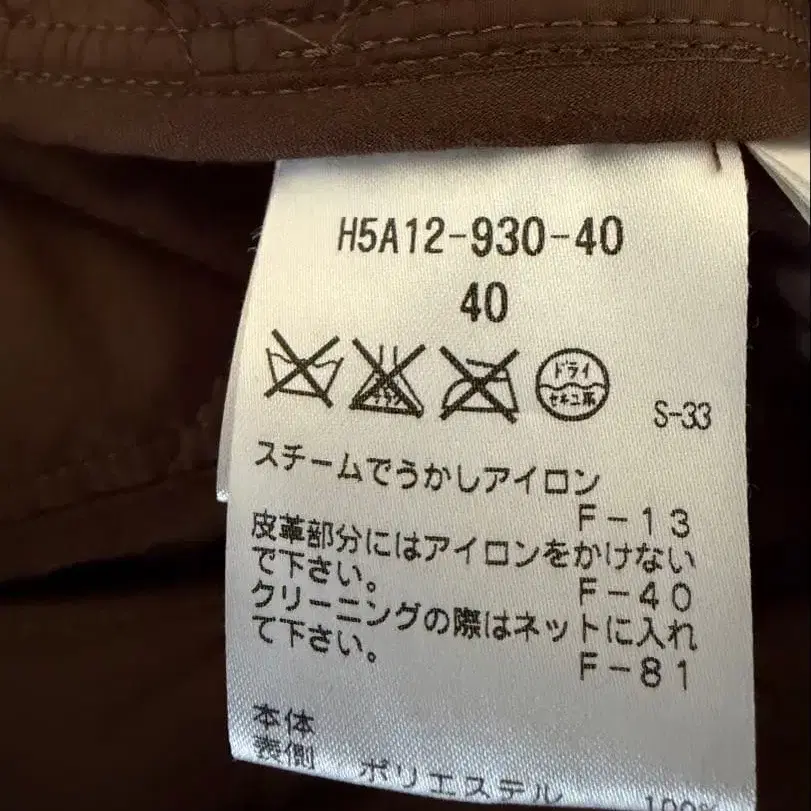 H5A12-930-40
40
ドライ
セキユ系
S-33
スチームでうかしアイロン
F-13
皮革部分にはアイロンをかけない
で下さい。
F-40
クリーニングの際はネットに入れ
て下さい。
F-81
本体
表側 ポリエステル 100